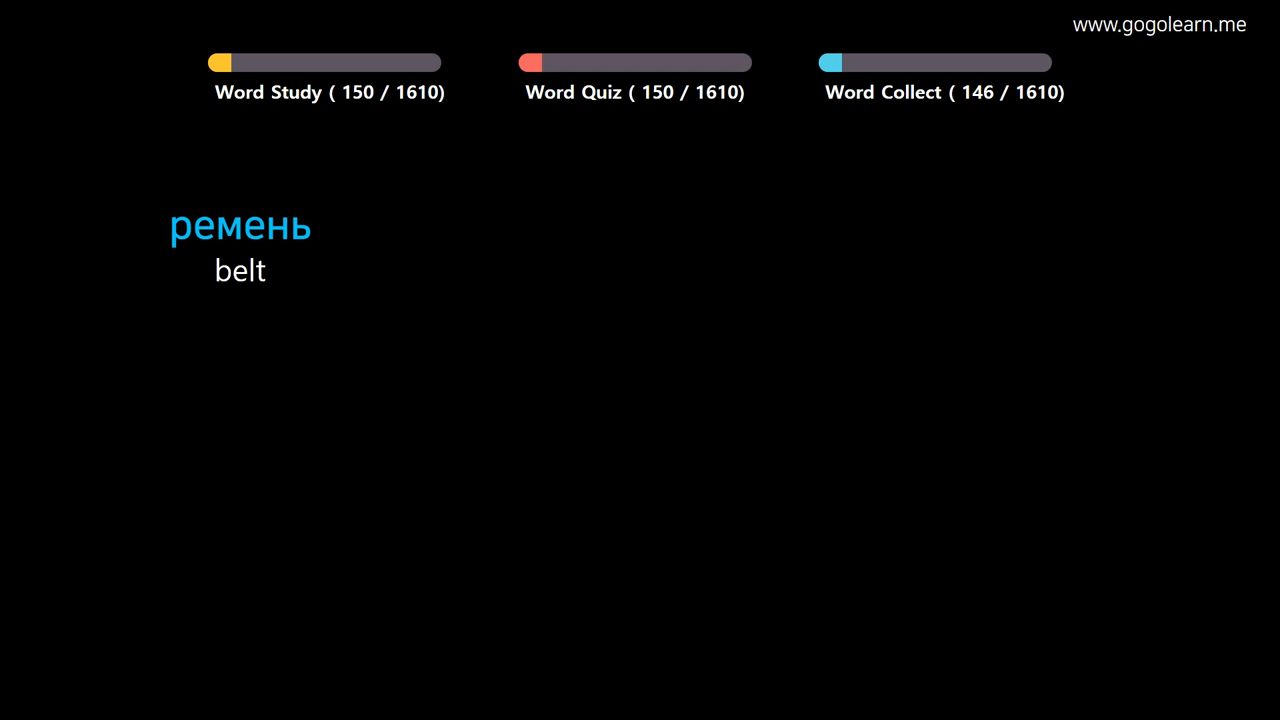 www.gogolearn.me
Word Study ( 150 / 1610)
Word Quiz ( 150 / 1610)
Word Collect ( 146 / 1610)
ремень
belt